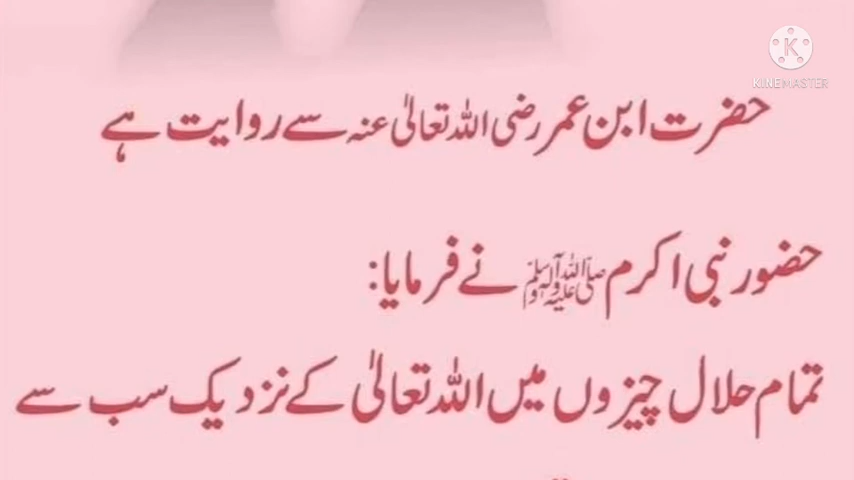 KINEMASTER
حضرت ابن عمر رضی اللہ تعالیٰ عنہ سے روایت ہے
حضور نبی اکرم صلی اللہ علیہ وآلہ وسلم نے فرمایا:
تمام حلال چیزوں میں اللہ تعالیٰ کے نزدیک سب سے